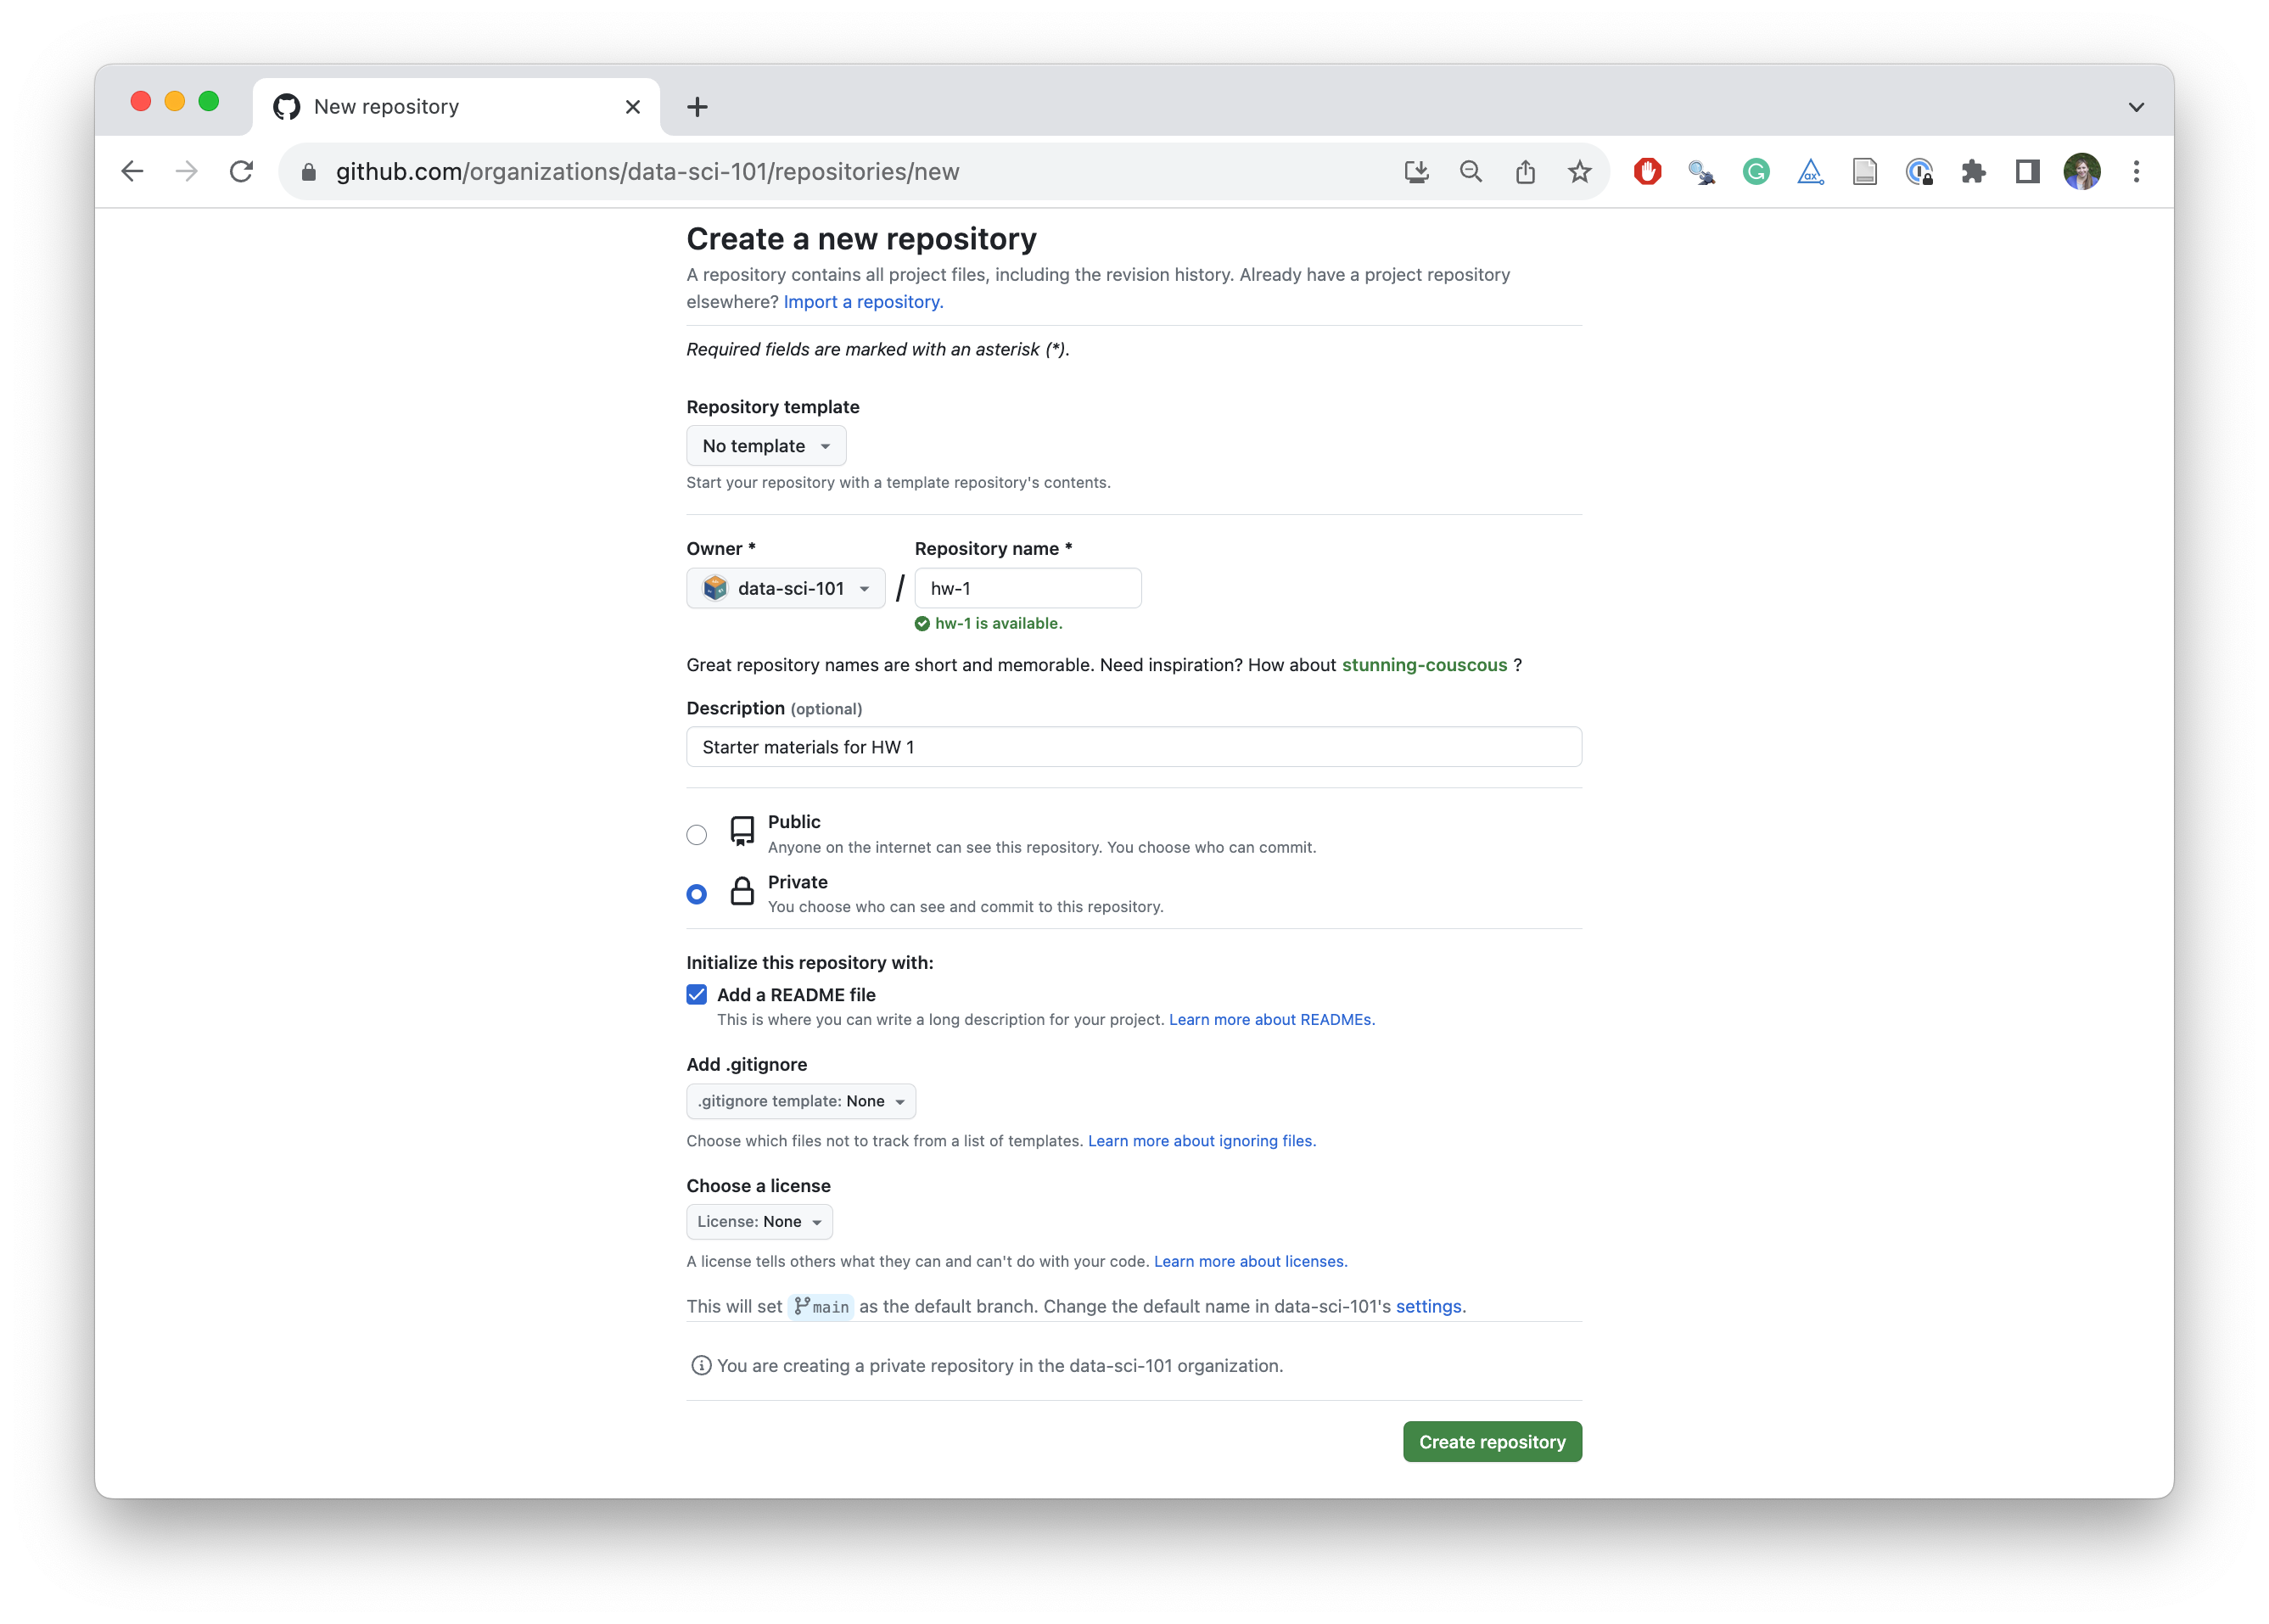 New repository
github.com/organizations/data-sci-101/repositories/new
Create a new repository
A repository contains all project files, including the revision history. Already have a project repository
elsewhere? Import a repository.
Required fields are marked with an asterisk (*).
Repository template
No template
Start your repository with a template repository's contents.
Owner *
Repository name *
data-sci-101 / hw-1
hw-1 is available.
Great repository names are short and memorable. Need inspiration? How about stunning-couscous ?
Description (optional)
Starter materials for HW 1
Public
Anyone on the internet can see this repository. You choose who can commit.
Private
You choose who can see and commit to this repository.
Initialize this repository with:
Add a README file
This is where you can write a long description for your project. Learn more about READMEs.
Add .gitignore
.gitignore template: None
Choose which files not to track from a list of templates. Learn more about ignoring files.
Choose a license
License: None
A license tells others what they can and can't do with your code. Learn more about licenses.
This will set main as the default branch. Change the default name in data-sci-101's settings.
You are creating a private repository in the data-sci-101 organization.
Create repository